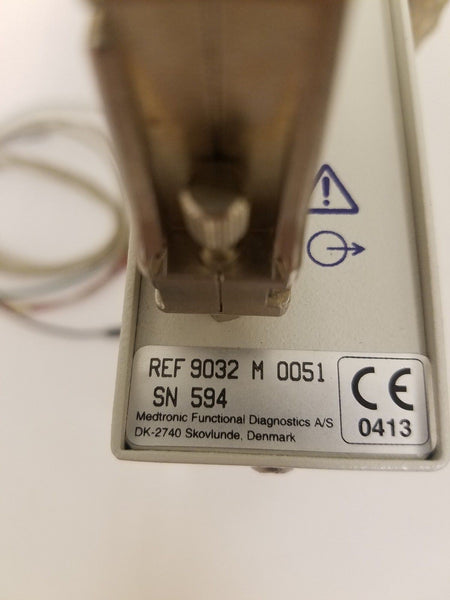 REF 9032 M 0051
SN 594
Medtronic Functional Diagnostics A/S
DK-2740 Skovlunde, Denmark
CE
0413